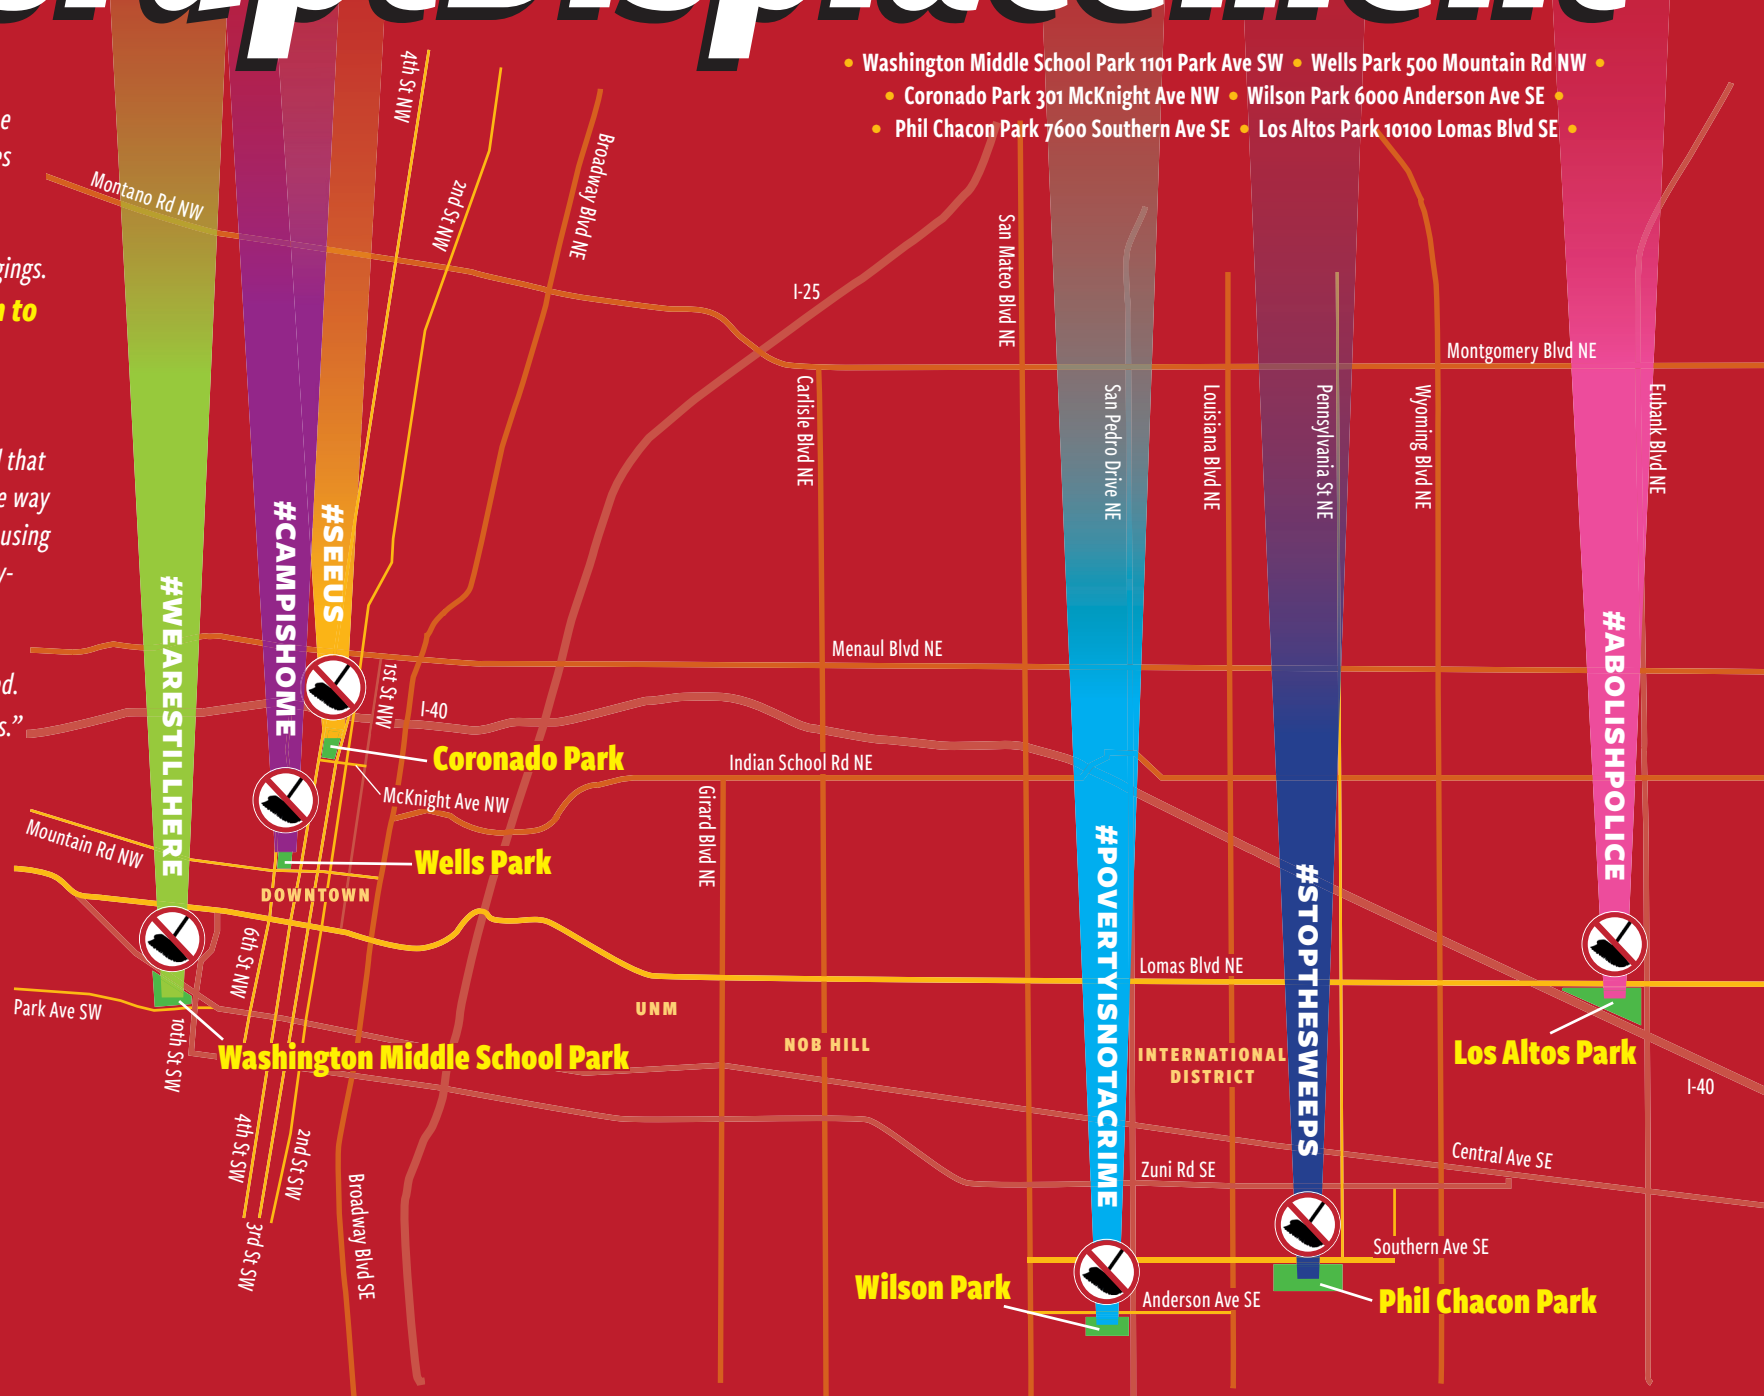 • Washington Middle School Park 1101 Park Ave SW • Wells Park 500 Mountain Rd NW •
• Coronado Park 301 McKnight Ave NW • Wilson Park 6000 Anderson Ave SE •
• Phil Chacon Park 7600 Southern Ave SE • Los Altos Park 10100 Lomas Blvd SE •
gings.
to
that
way
using
Montano Rd NW
4th St NW
2nd St NW
Broadway Blvd NE
I-25
San Mateo Blvd NE
Montgomery Blvd NE
Carlisle Blvd NE
San Pedro Drive NE
Louisiana Blvd NE
Pennsylvania St NE
Wyoming Blvd NE
Eubank Blvd NE
#WEARESTILLHERE
#CAMPISHOME
#SEEUS
#POVERTYISNOTACRIME
#STOPTHESWEEPS
#ABOLISHPOLICE
Menaul Blvd NE
1st St NW
I-40
Coronado Park
Indian School Rd NE
McKnight Ave NW
Girard Blvd NE
Mountain Rd NW
Wells Park
DOWNTOWN
6th St NW
Lomas Blvd NE
Park Ave SW
UNM
10th St SW
Washington Middle School Park
NOB HILL
INTERNATIONAL
DISTRICT
Los Altos Park
I-40
4th St SW
2nd St SW
3rd St SW
Broadway Blvd SE
Zuni Rd SE
Central Ave SE
Southern Ave SE
Wilson Park
Anderson Ave SE
Phil Chacon Park